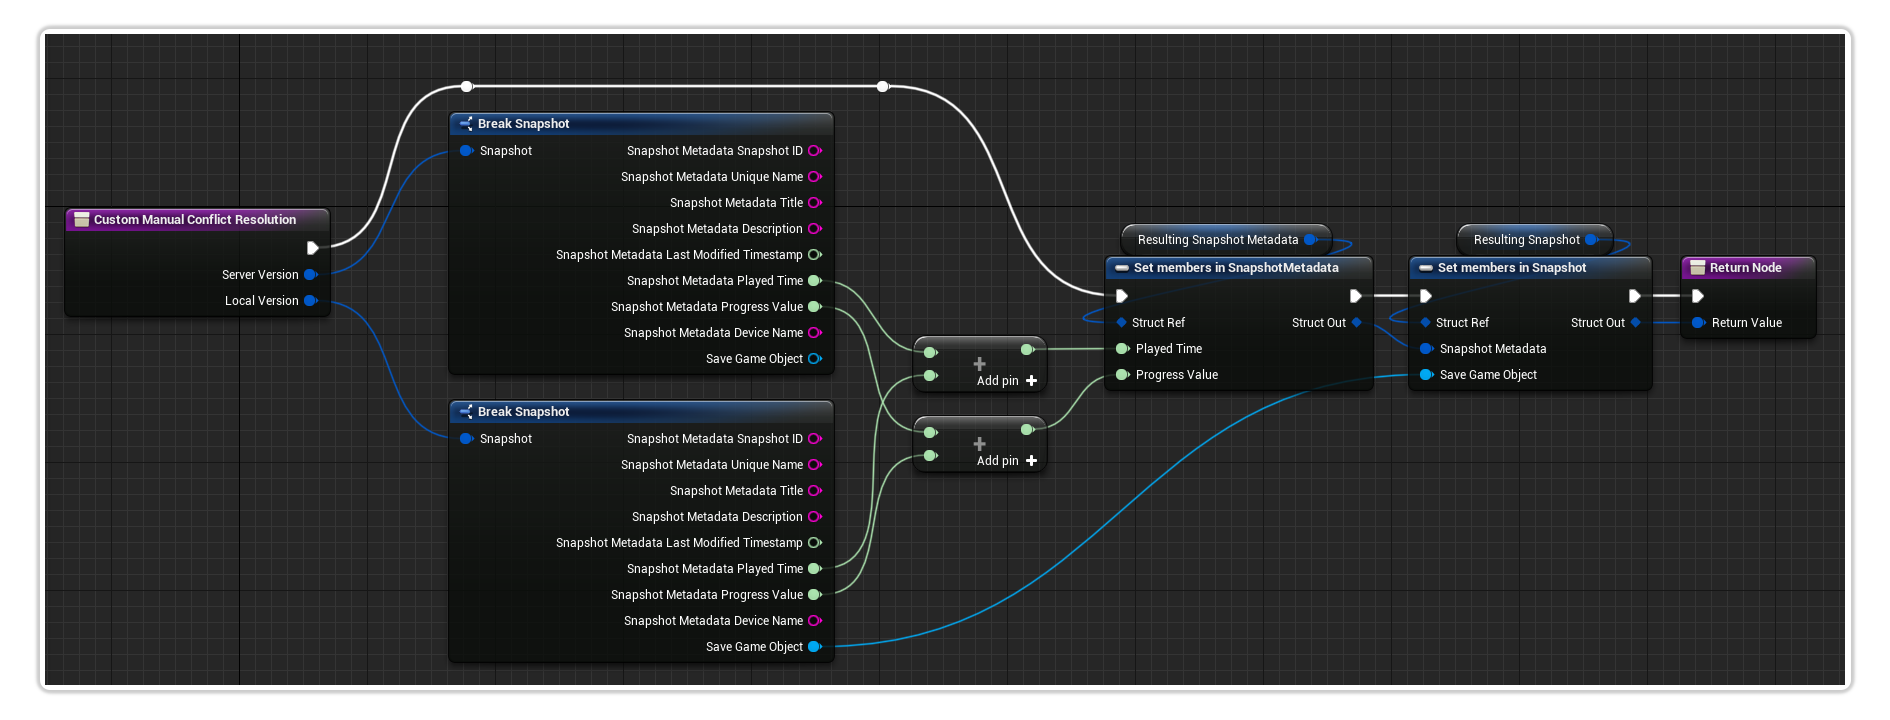 Custom Manual Conflict Resolution
Server Version
Local Version
Break Snapshot
Snapshot
Snapshot Metadata Snapshot ID
Snapshot Metadata Unique Name
Snapshot Metadata Title
Snapshot Metadata Description
Snapshot Metadata Last Modified Timestamp
Snapshot Metadata Played Time
Snapshot Metadata Progress Value
Snapshot Metadata Device Name
Save Game Object
Break Snapshot
Snapshot
Snapshot Metadata Snapshot ID
Snapshot Metadata Unique Name
Snapshot Metadata Title
Snapshot Metadata Description
Snapshot Metadata Last Modified Timestamp
Snapshot Metadata Played Time
Snapshot Metadata Progress Value
Snapshot Metadata Device Name
Save Game Object
Add pin
Add pin
Resulting Snapshot Metadata
Set members in SnapshotMetadata
Struct Ref
Struct Out
Played Time
Progress Value
Resulting Snapshot
Set members in Snapshot
Struct Ref
Struct Out
Snapshot Metadata
Save Game Object
Return Node
Return Value